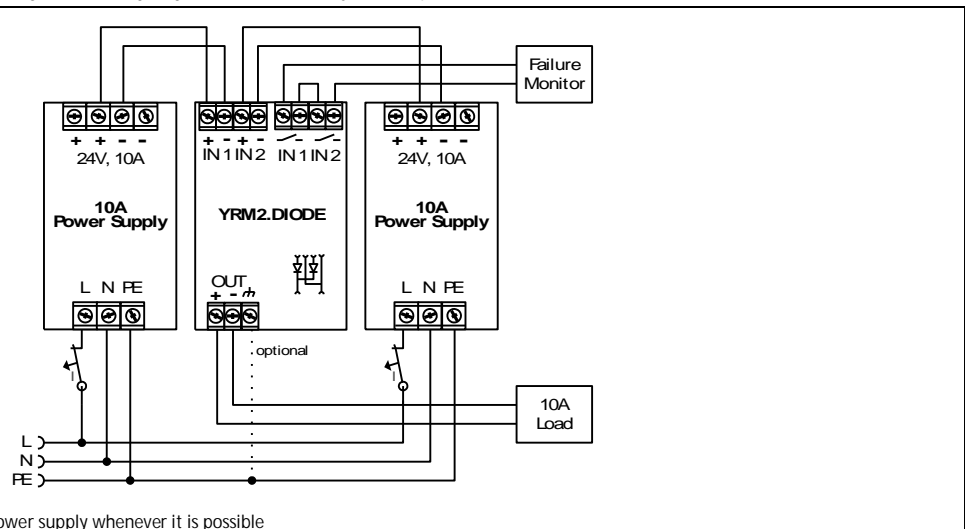 Failure
Monitor
+ + - -
24V, 10A
10A
Power Supply
L N PE
+ - + -
IN 1 IN 2 IN 1 IN 2
YRM2.DIODE
OUT
+ -
optional
+ + - -
24V, 10A
10A
Power Supply
L N PE
I
I
10A
Load
L
N
PE
ower supply whenever it is possible